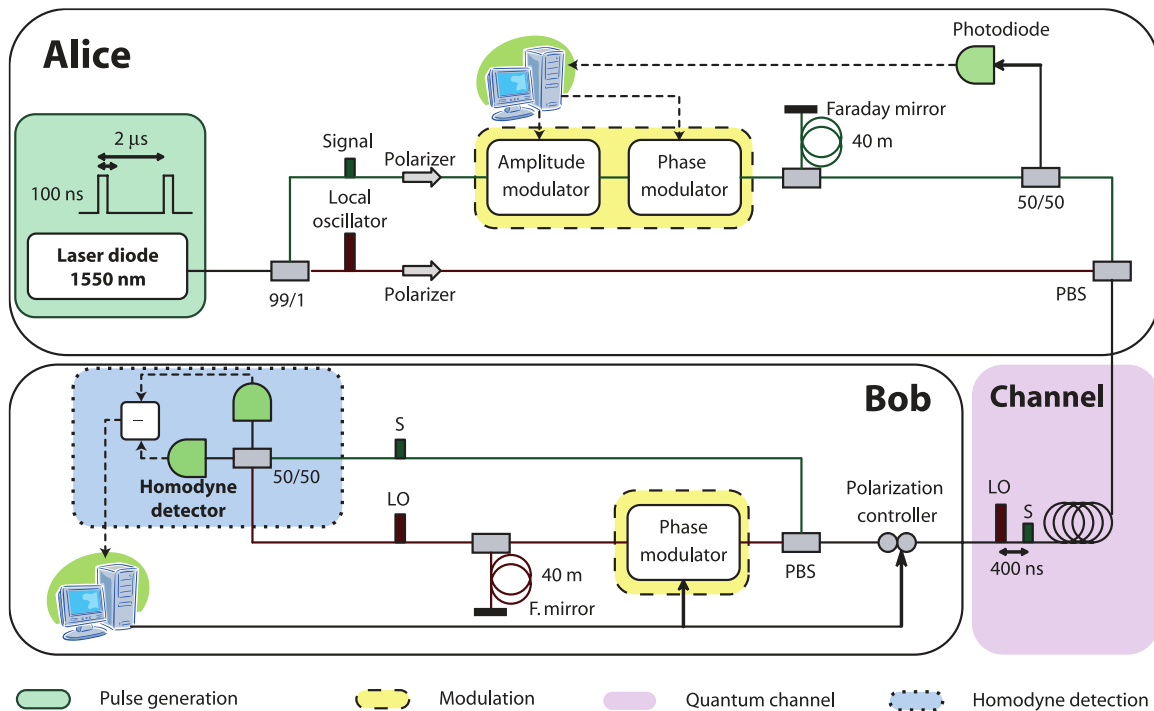 Alice
Photodiode
2 μs
100 ns
Laser diode
1550 nm
Signal
Local
oscillator
Polarizer
Polarizer
99/1
Amplitude
modulator
Phase
modulator
Faraday mirror
40 m
50/50
PBS
Bob
Channel
–
Homodyne
detector
50/50
S
LO
40 m
F. mirror
Phase
modulator
PBS
Polarization
controller
LO
S
400 ns
Pulse generation
Modulation
Quantum channel
Homodyne detection